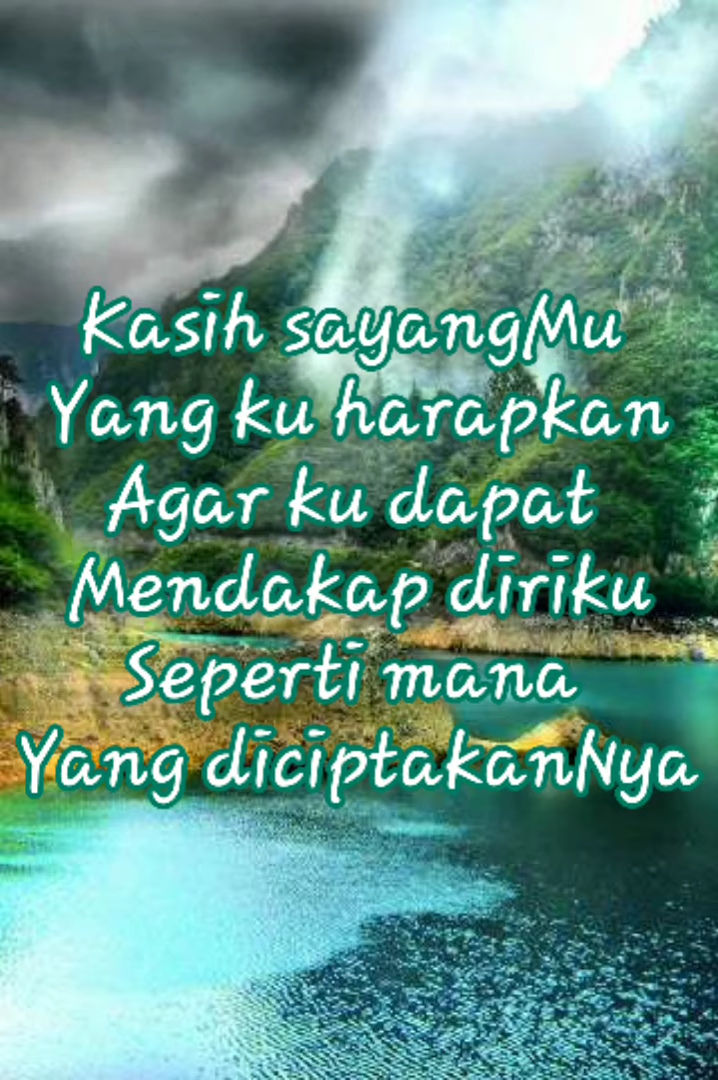 Kasih sayangMu
Yang ku harapkan
Agar ku dapat
Mendakap diriku
Seperti mana
Yang diciptakanNya